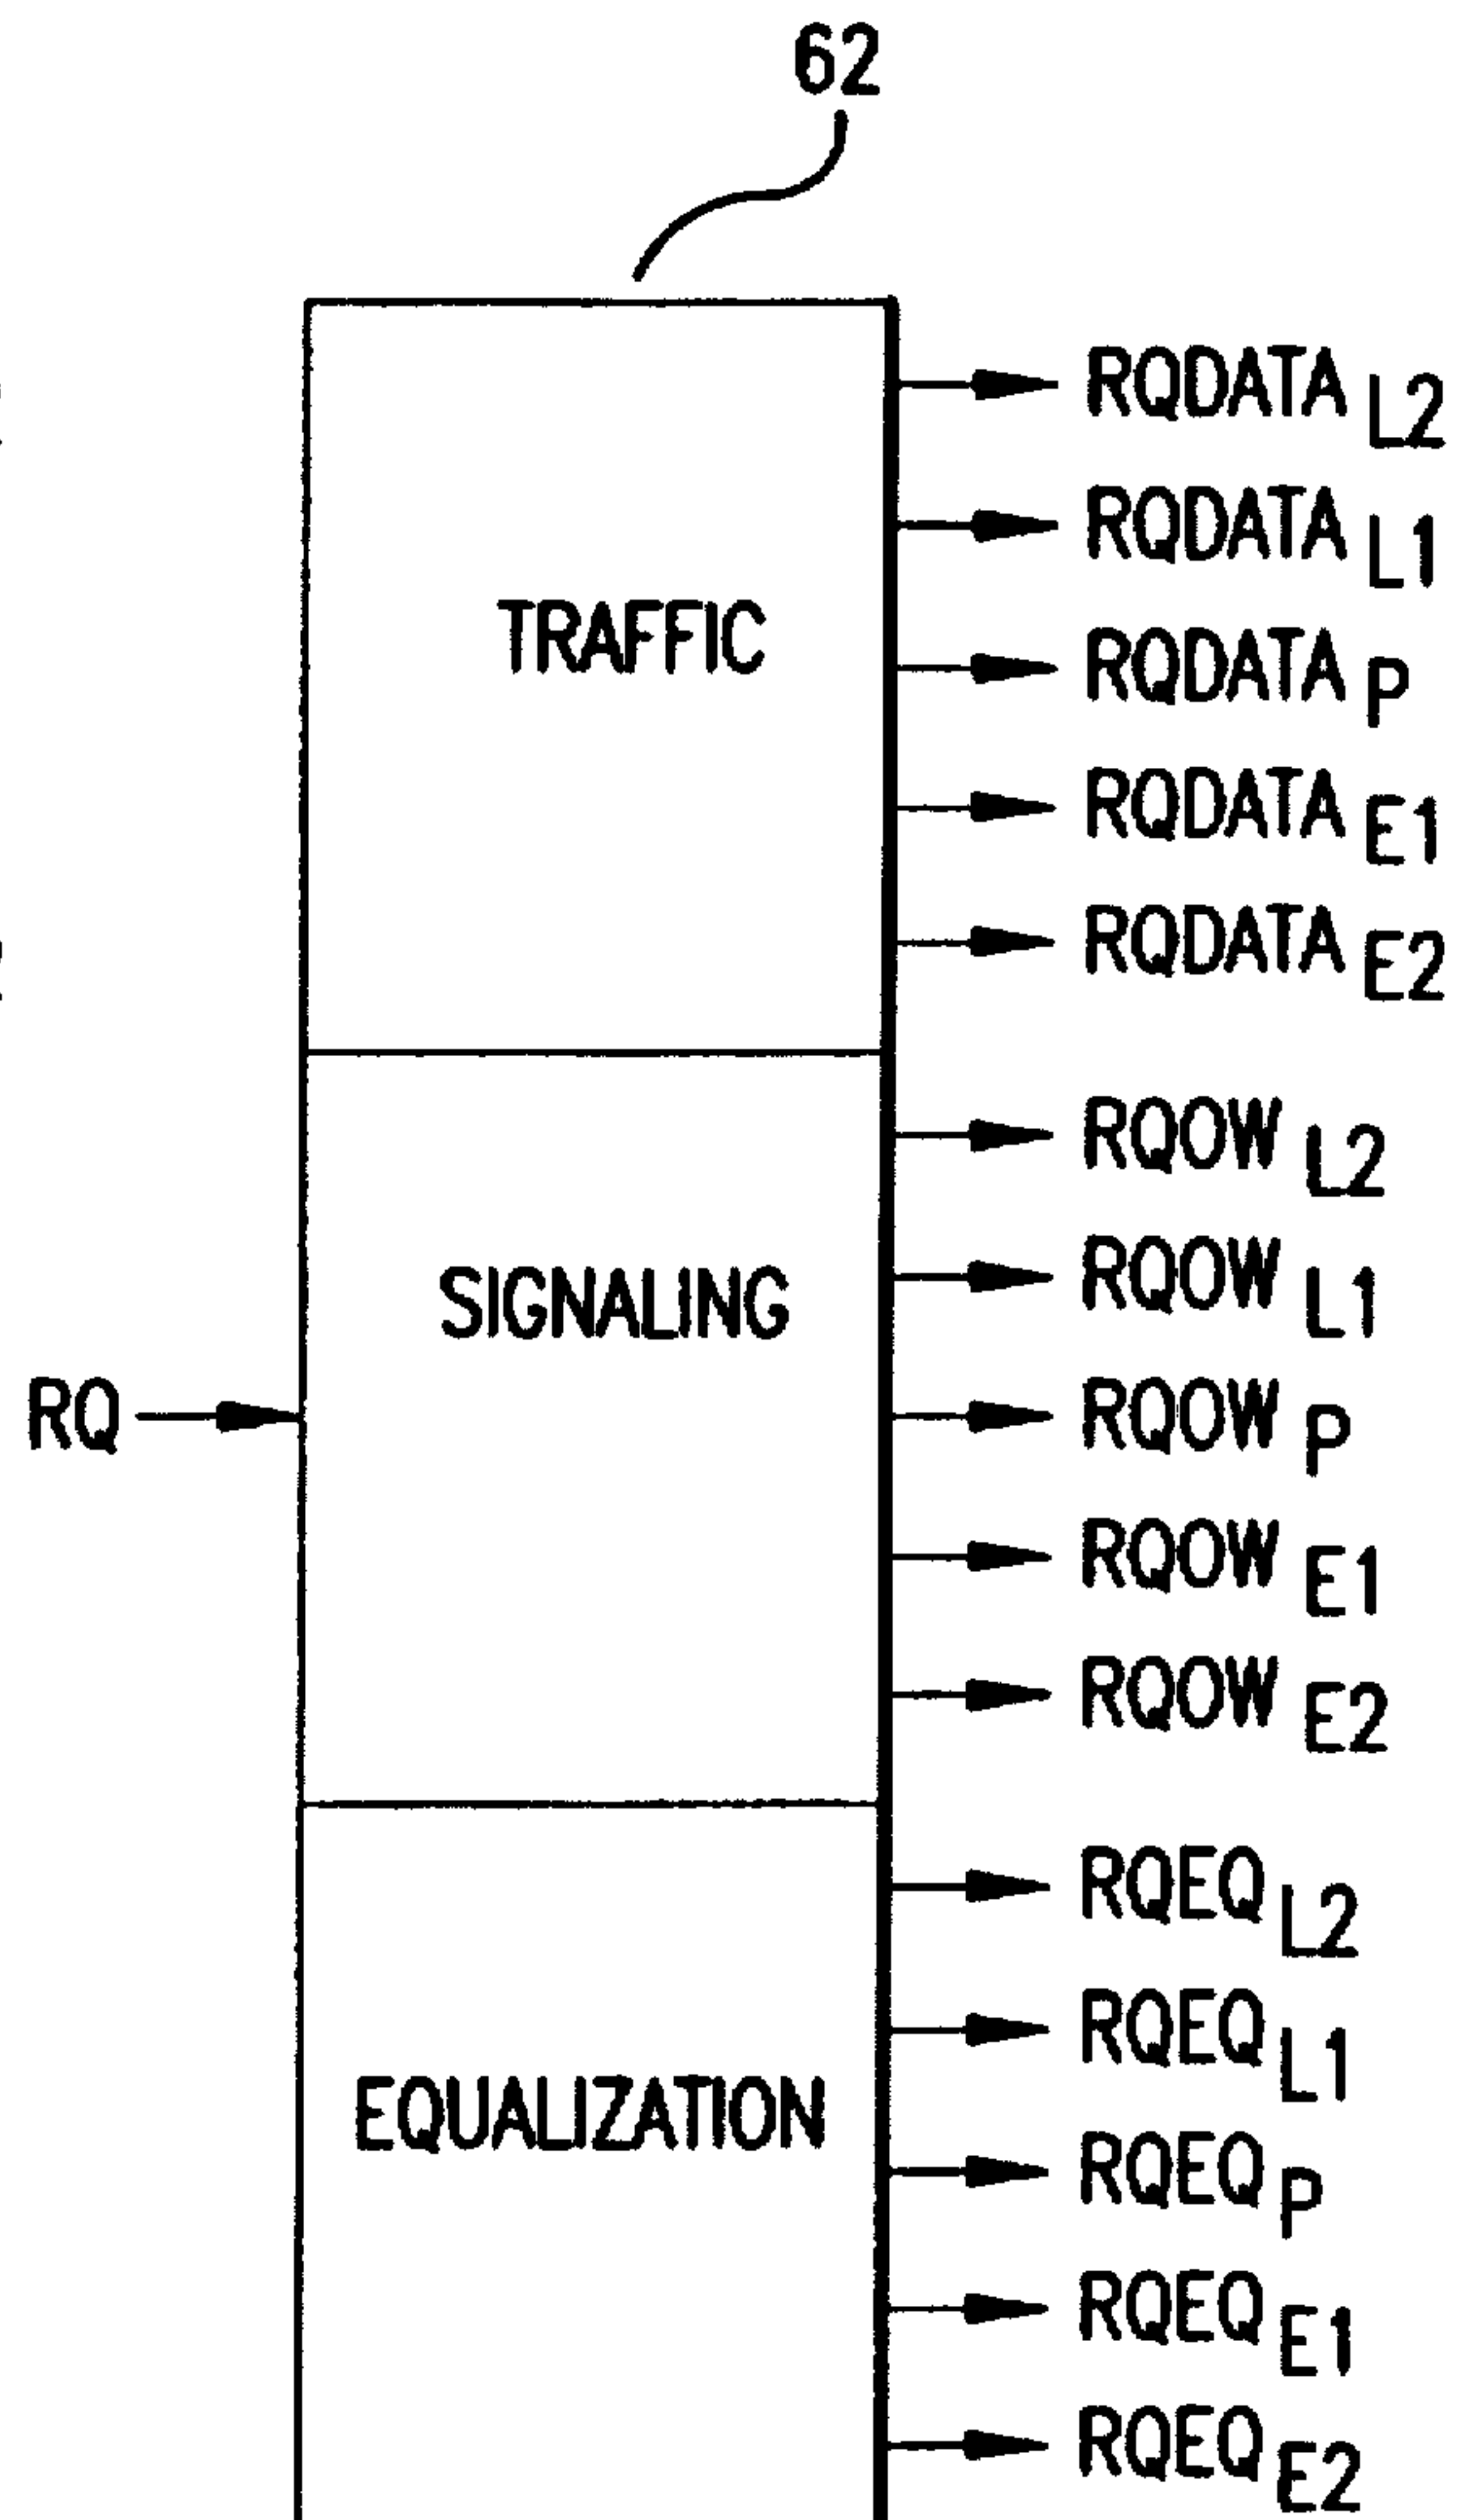 62
RQDATA L2
RQDATA L1
TRAFFIC
RQDATA P
RQDATA E1
RQDATA E2
RQOW L2
RQOW L1
SIGNALING
RQ
RQOW P
RQOW E1
RQOW E2
RQEQ L2
RQEQ L1
EQUALIZATION
RQEQ P
RQEQ E1
RQEQ E2